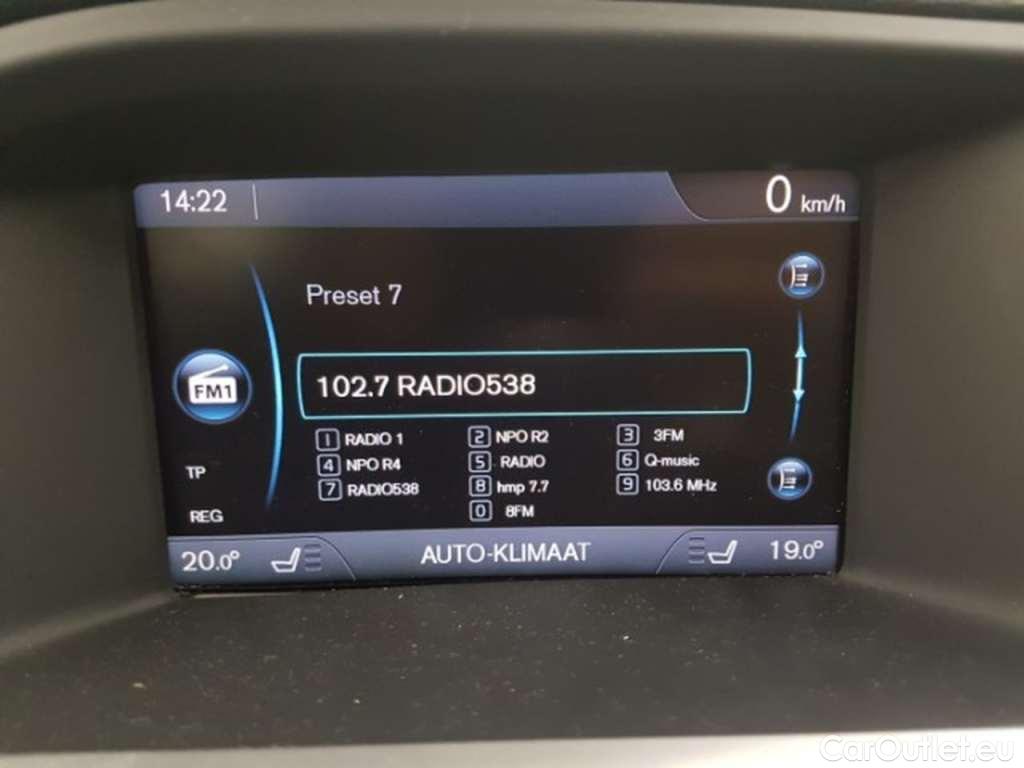 14:22 0 km/h
Preset 7
FM1
102.7 RADIO538
1 RADIO 1 2 NPO R2 3 3FM
4 NPO R4 5 RADIO 6 Q-music
7 RADIO538 8 hmp 7.7 9 103.6 MHz
0 8FM
TP
REG
20.0° AUTO-KLIMAAT 19.0°
CarOutlet.eu